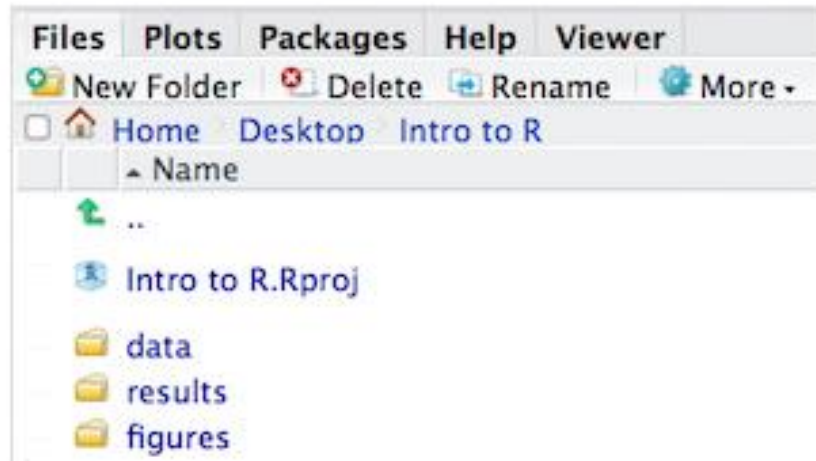 Files Plots Packages Help Viewer
New Folder Delete Rename More
Home Desktop Intro to R
Name
..
Intro to R.Rproj
data
results
figures